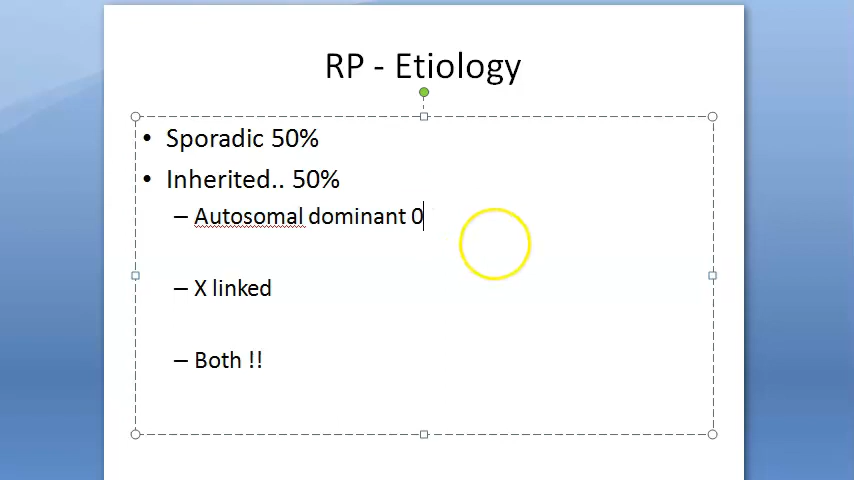 RP - Etiology
• Sporadic 50%
• Inherited.. 50%
– Autosomal dominant 0
– X linked
– Both !!